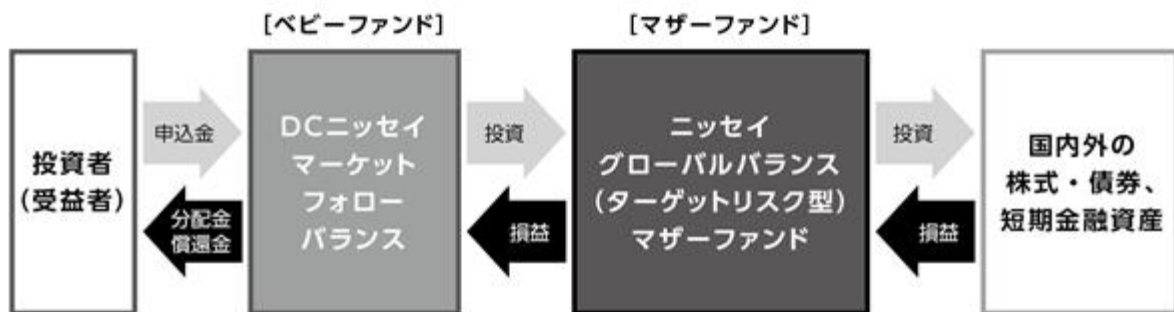 [ベビーファンド]
[マザーファンド]
投資者
(受益者)
申込金
分配金
償還金
DCニッセイ
マーケット
フォロー
バランス
投資
損益
ニッセイ
グローバルバランス
(ターゲットリスク型)
マザーファンド
投資
損益
国内外の
株式・債券、
短期金融資産